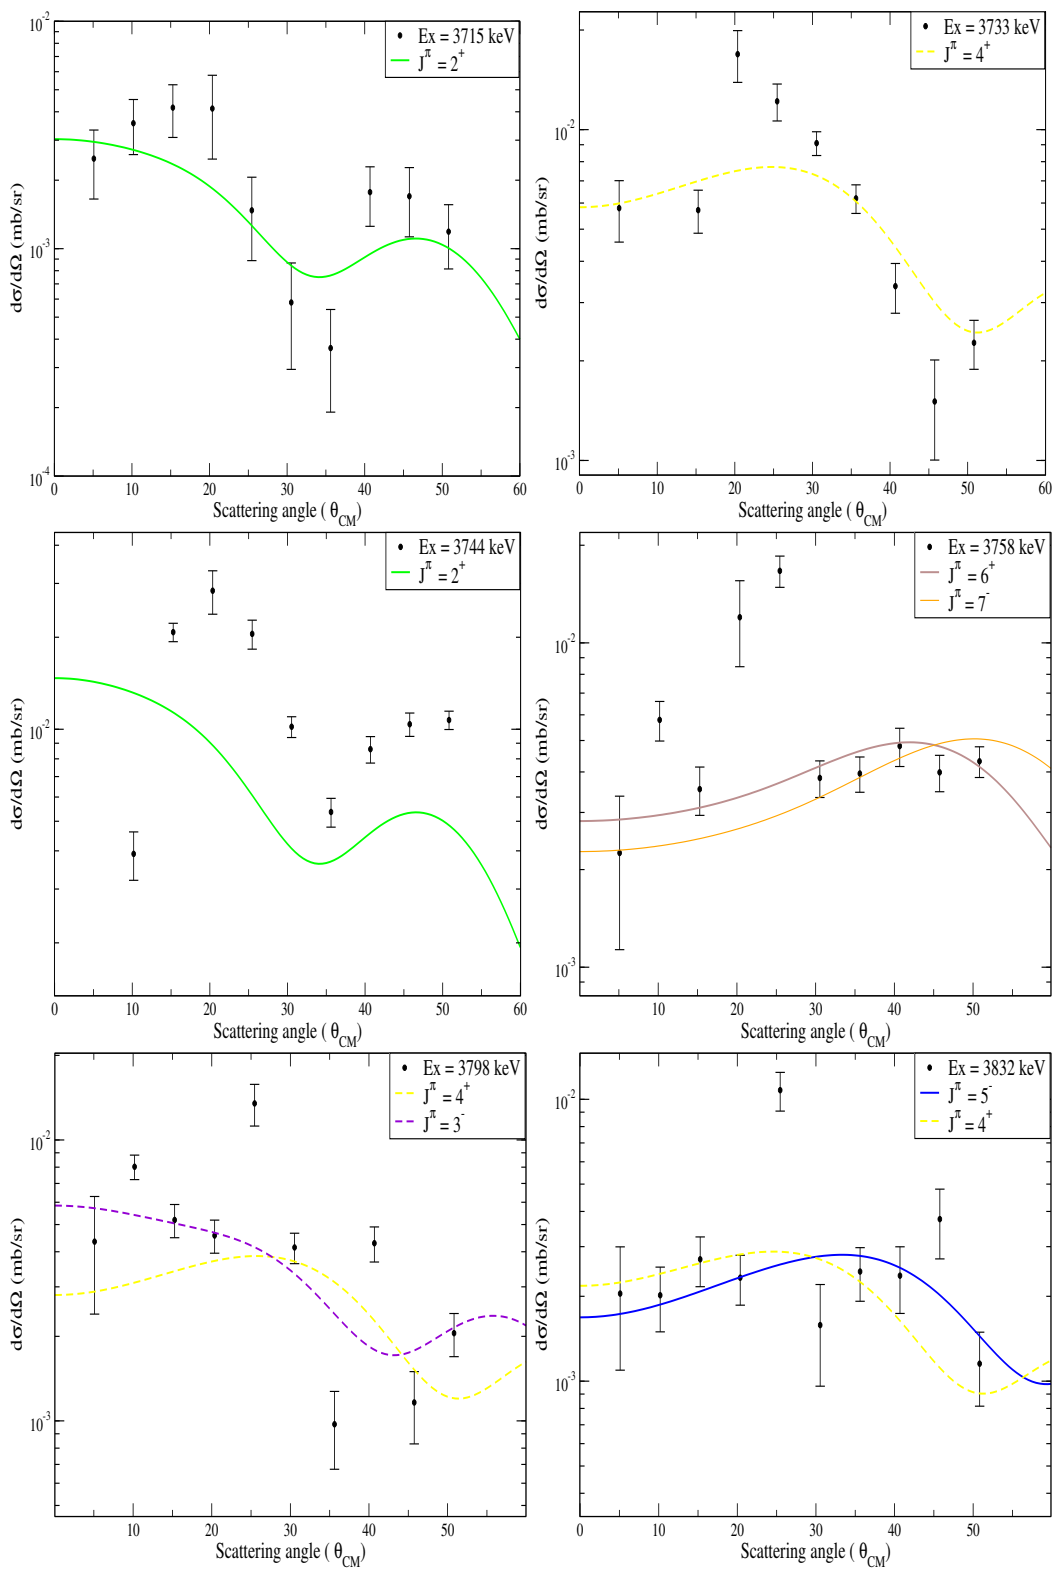 Ex = 3715 keV
J^π = 2^+
10^-2
10^-3
10^-4
dσ/dΩ (mb/sr)
0 10 20 30 40 50 60
Scattering angle ( θ_CM)
Ex = 3733 keV
J^π = 4^+
10^-2
10^-3
dσ/dΩ (mb/sr)
0 10 20 30 40 50 60
Scattering angle ( θ_CM)
Ex = 3744 keV
J^π = 2^+
10^-2
dσ/dΩ (mb/sr)
0 10 20 30 40 50 60
Scattering angle ( θ_CM)
Ex = 3758 keV
J^π = 6^+
J^π = 7^-
10^-2
10^-3
dσ/dΩ (mb/sr)
0 10 20 30 40 50
Scattering angle ( θ_CM)
Ex = 3798 keV
J^π = 4^+
J^π = 3^-
10^-2
10^-3
dσ/dΩ (mb/sr)
0 10 20 30 40 50
Scattering angle ( θ_CM)
Ex = 3832 keV
J^π = 5^-
J^π = 4^+
10^-2
10^-3
dσ/dΩ (mb/sr)
0 10 20 30 40 50
Scattering angle ( θ_CM)